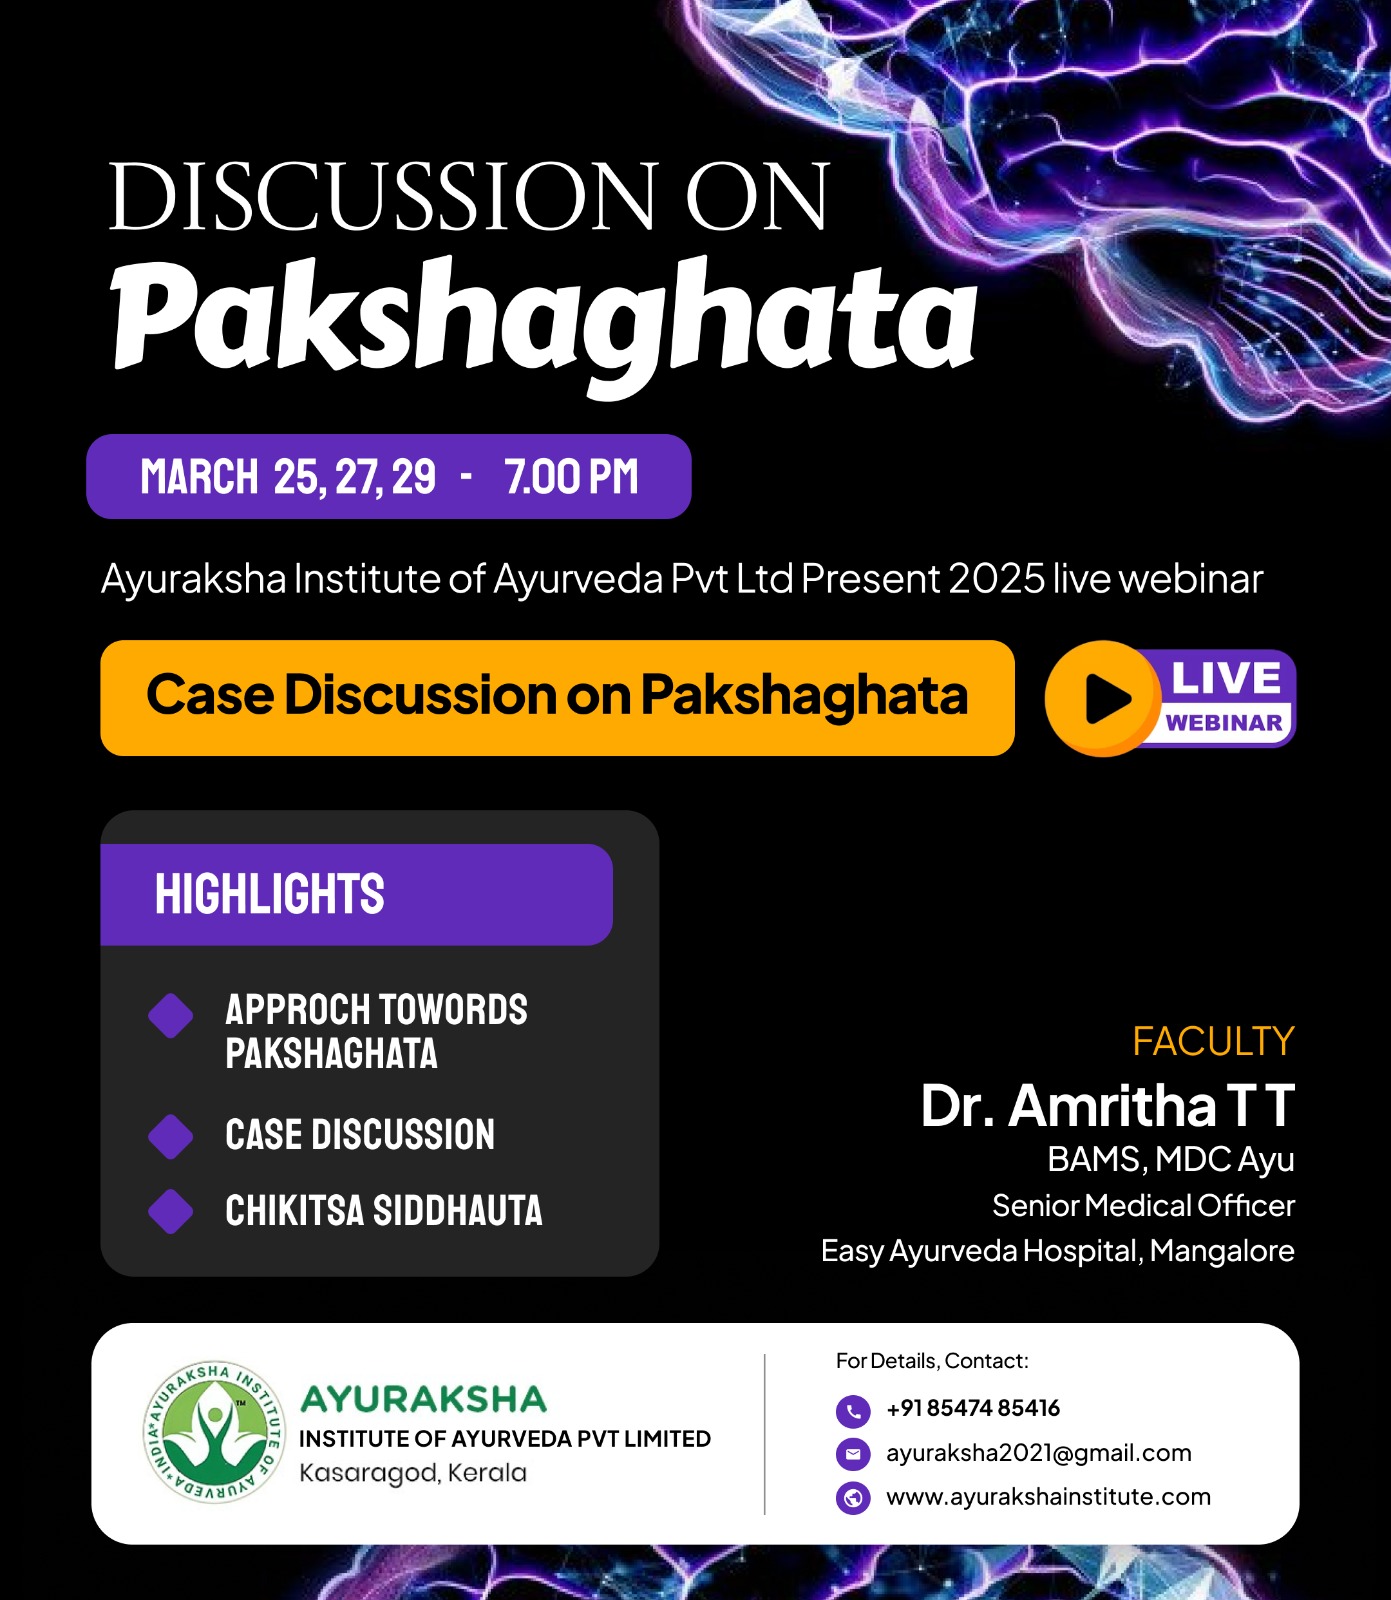 DISCUSSION ON
Pakshaghata
MARCH 25, 27, 29 - 7.00 PM
Ayuraksha Institute of Ayurveda Pvt Ltd Present 2025 live webinar
Case Discussion on Pakshaghata
LIVE
WEBINAR
HIGHLIGHTS
APPROCH TOWORDS
PAKSHAGHATA
CASE DISCUSSION
CHIKITSA SIDDHAUTA
FACULTY
Dr. Amritha T T
BAMS, MDC Ayu
Senior Medical Officer
Easy Ayurveda Hospital, Mangalore
AYURAKSHA INSTITUTE OF AYURVEDA * INDIA *
TM
AYURAKSHA
INSTITUTE OF AYURVEDA PVT LIMITED
Kasaragod, Kerala
For Details, Contact:
+91 85474 85416
ayuraksha2021@gmail.com
www.ayurakshainstitute.com